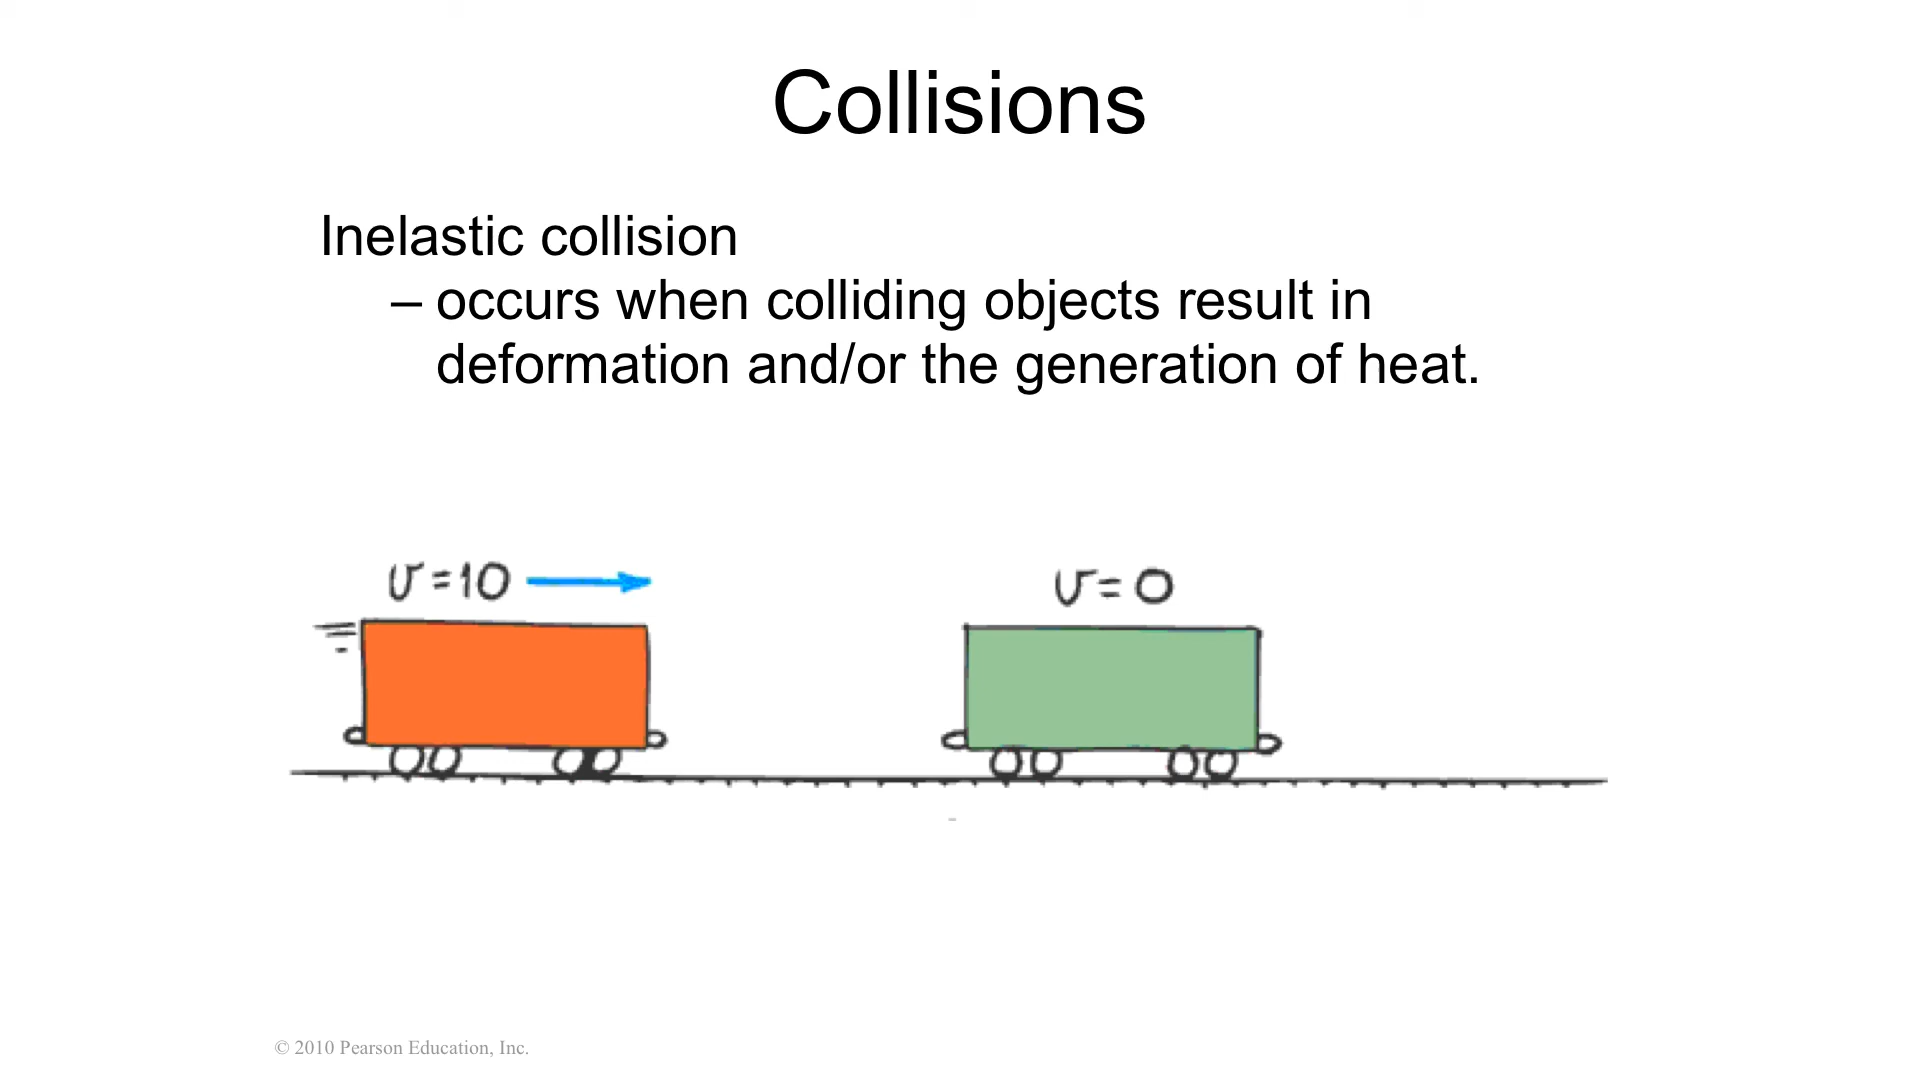 Collisions
Inelastic collision
– occurs when colliding objects result in
deformation and/or the generation of heat.
v=10
v=0
© 2010 Pearson Education, Inc.